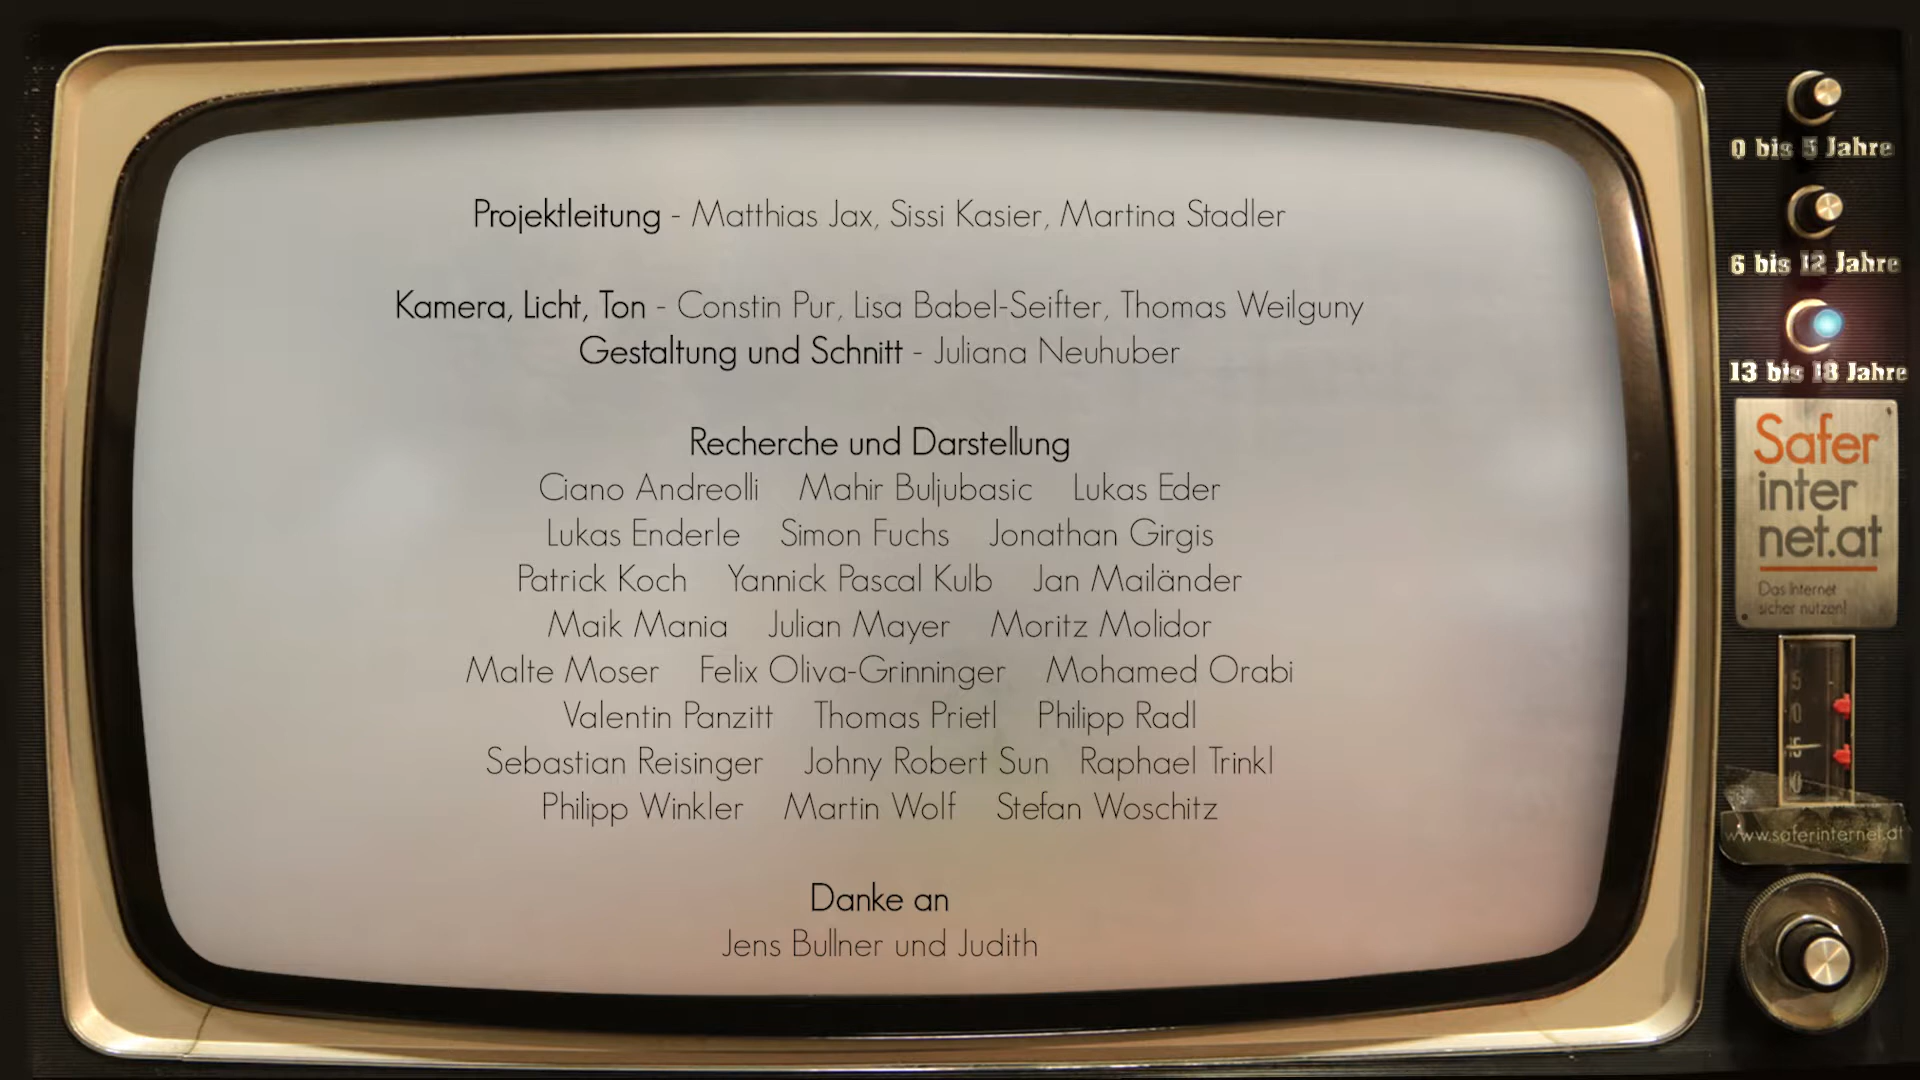 Projektleitung - Matthias Jax, Sissi Kasier, Martina Stadler
Kamera, Licht, Ton - Constin Pur, Lisa Babel-Seifter, Thomas Weilguny
Gestaltung und Schnitt - Juliana Neuhuber
Recherche und Darstellung
Ciano Andreolli Mahir Buljubasic Lukas Eder
Lukas Enderle Simon Fuchs Jonathan Girgis
Patrick Koch Yannick Pascal Kulb Jan Mailänder
Maik Mania Julian Mayer Moritz Molidor
Malte Moser Felix Oliva-Grinninger Mohamed Orabi
Valentin Panzitt Thomas Prietl Philipp Radl
Sebastian Reisinger Johny Robert Sun Raphael Trinkl
Philipp Winkler Martin Wolf Stefan Woschitz
Danke an
Jens Bullner und Judith
0 bis 5 Jahre
6 bis 12 Jahre
13 bis 18 Jahre
Safer
inter
net.at
Das Internet
sicher nutzen!
www.saferinternet.at